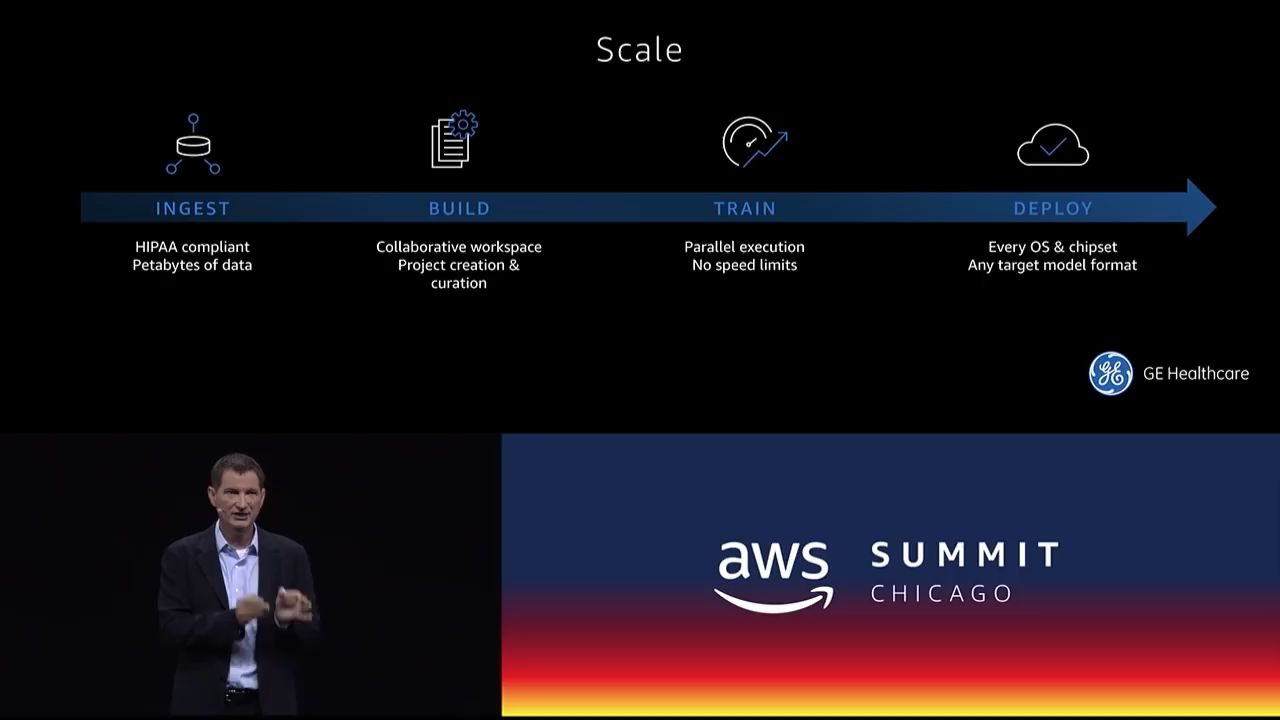 Scale
INGEST
HIPAA compliant
Petabytes of data
BUILD
Collaborative workspace
Project creation &
curation
TRAIN
Parallel execution
No speed limits
DEPLOY
Every OS & chipset
Any target model format
GE
GE Healthcare
aws
SUMMIT
CHICAGO